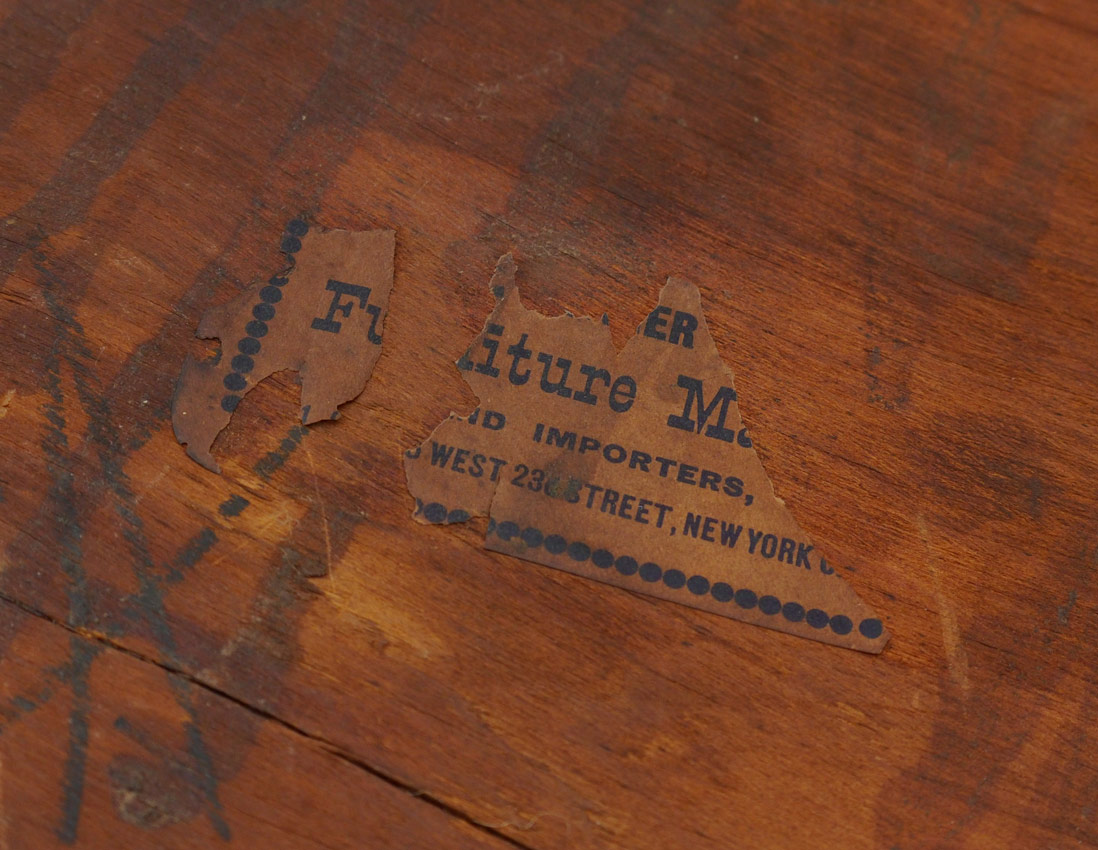 ER
Fu iture M
ND IMPORTERS,
WEST 23d STREET, NEW YORK